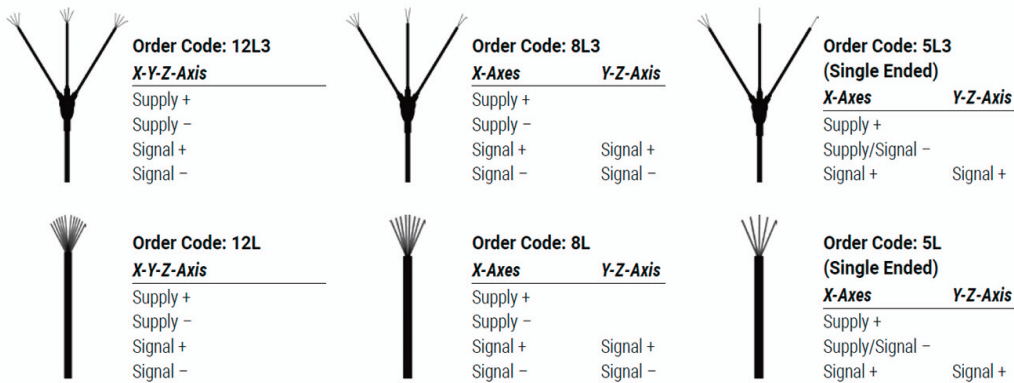 Order Code: 12L3
X-Y-Z-Axis
Supply +
Supply –
Signal +
Signal –
Order Code: 8L3
X-Axes Y-Z-Axis
Supply +
Supply –
Signal + Signal +
Signal – Signal –
Order Code: 5L3
(Single Ended)
X-Axes Y-Z-Axis
Supply +
Supply/Signal –
Signal + Signal +
Order Code: 12L
X-Y-Z-Axis
Supply +
Supply –
Signal +
Signal –
Order Code: 8L
X-Axes Y-Z-Axis
Supply +
Supply –
Signal + Signal +
Signal – Signal –
Order Code: 5L
(Single Ended)
X-Axes Y-Z-Axis
Supply +
Supply/Signal –
Signal + Signal +